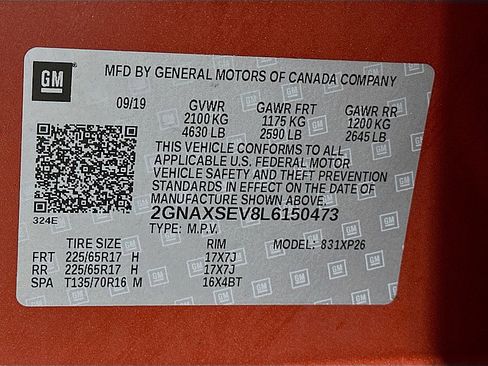 GM
MFD BY GENERAL MOTORS OF CANADA COMPANY
09/19 GVWR GAWR FRT GAWR RR
2100 KG 1175 KG 1200 KG
4630 LB 2590 LB 2645 LB
THIS VEHICLE CONFORMS TO ALL
APPLICABLE U.S. FEDERAL MOTOR
VEHICLE SAFETY AND THEFT PREVENTION
STANDARDS IN EFFECT ON THE DATE OF
MANUFACTURE SHOWN ABOVE.
324E
2GNAXSEV8L6150473
TYPE: M.P.V.
TIRE SIZE RIM MODEL: 831XP26
FRT 225/65R17 H 17X7J
RR 225/65R17 H 17X7J
SPA T135/70R16 M 16X4BT